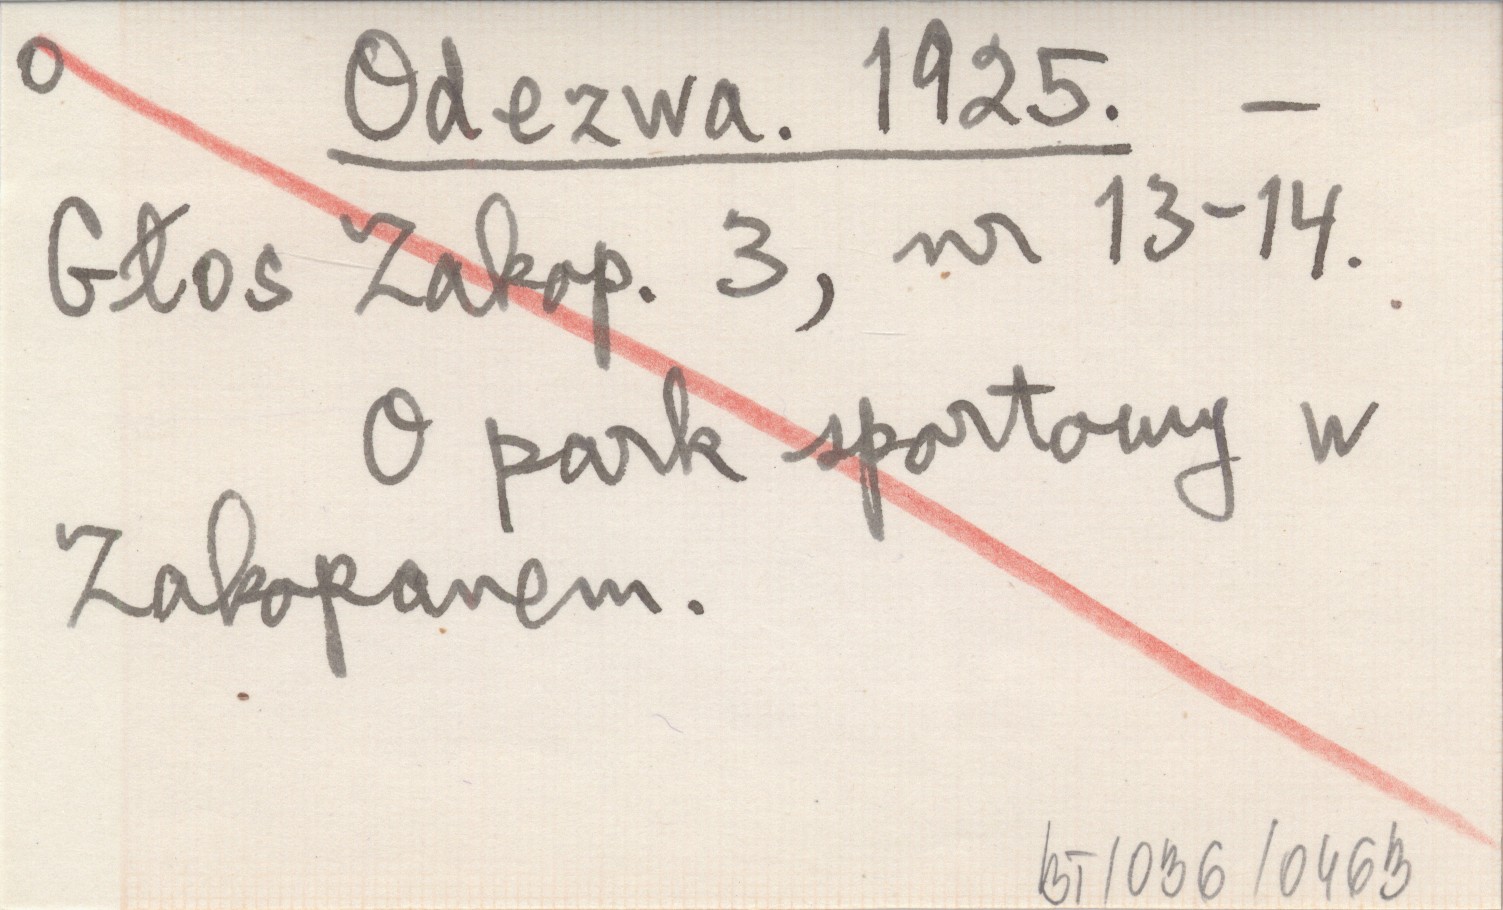 O Odezwa. 1925. —
Głos Zakop. 3, nr 13-14.
O park sportowy w
Zakopanem.
BT/036/0463